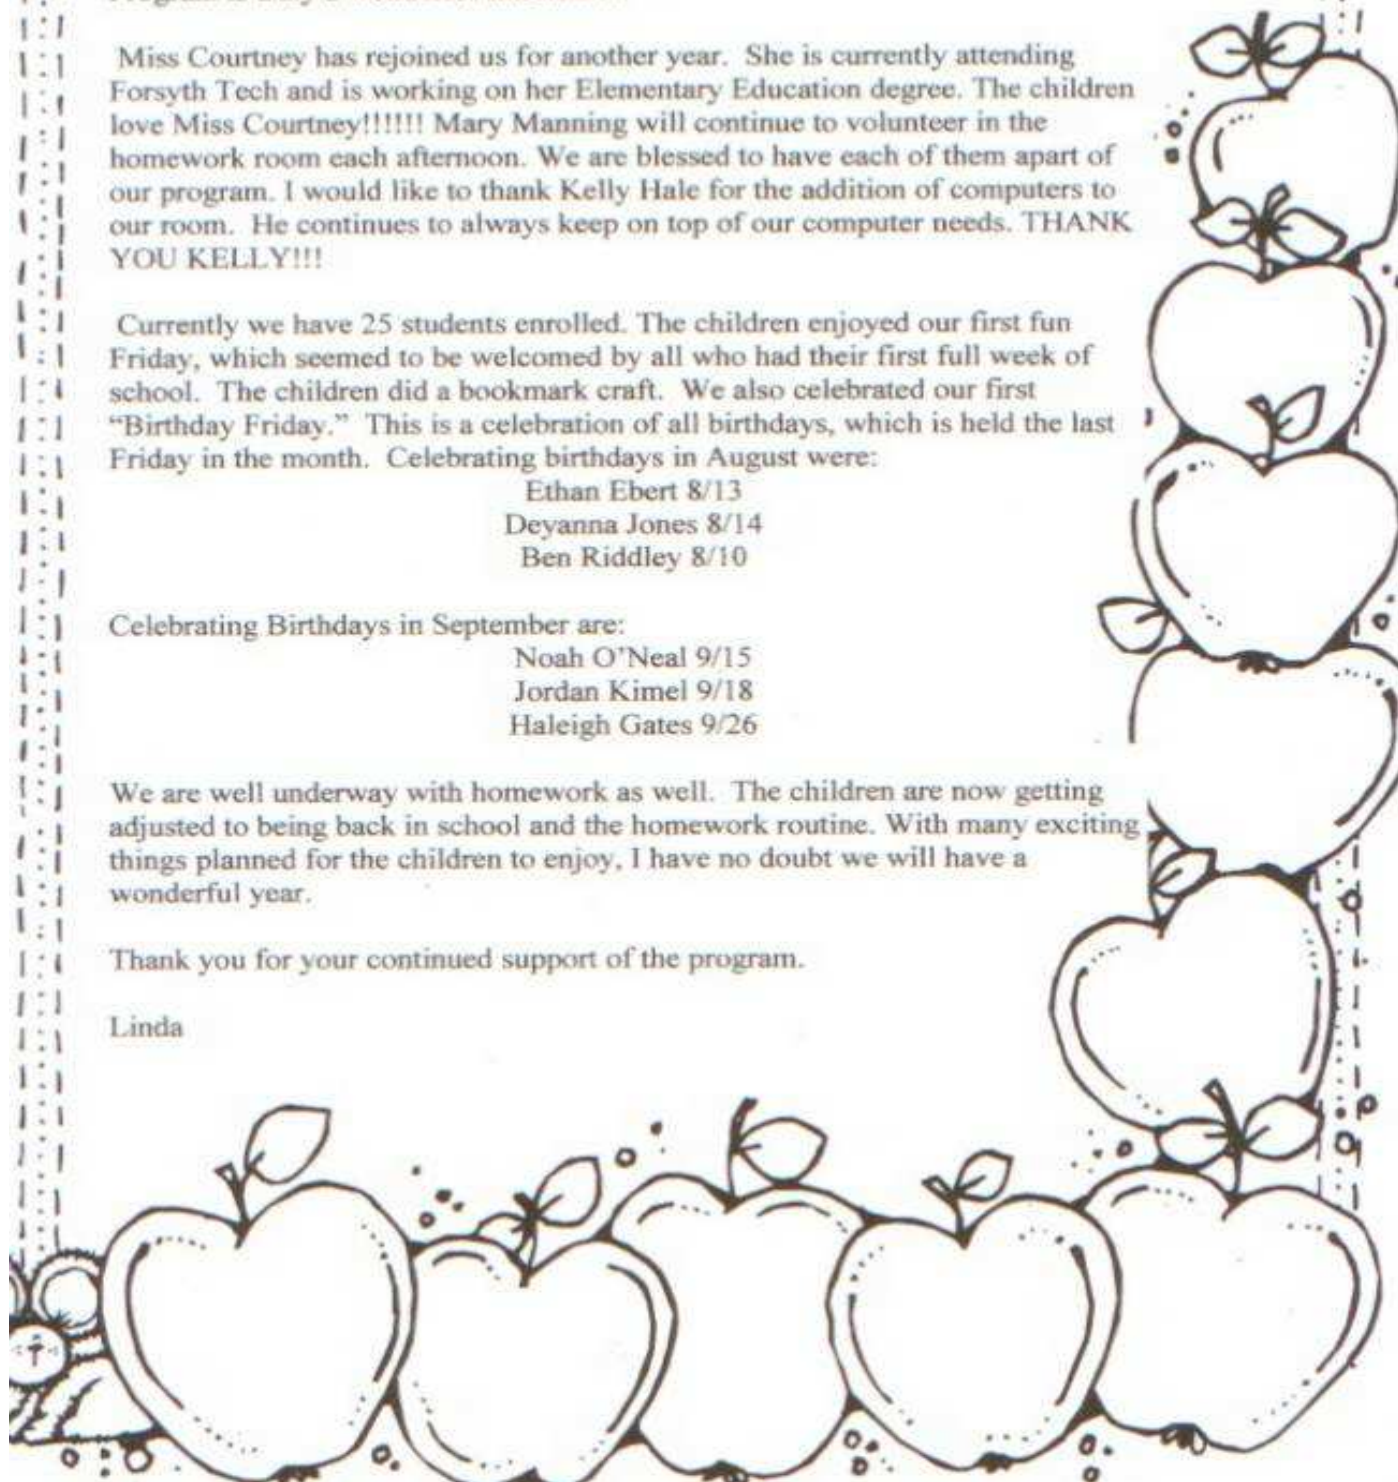 Miss Courtney has rejoined us for another year. She is currently attending
Forsyth Tech and is working on her Elementary Education degree. The children
love Miss Courtney!!!!!! Mary Manning will continue to volunteer in the
homework room each afternoon. We are blessed to have each of them apart of
our program. I would like to thank Kelly Hale for the addition of computers to
our room. He continues to always keep on top of our computer needs. THANK
YOU KELLY!!!
Currently we have 25 students enrolled. The children enjoyed our first fun
Friday, which seemed to be welcomed by all who had their first full week of
school. The children did a bookmark craft. We also celebrated our first
“Birthday Friday.” This is a celebration of all birthdays, which is held the last
Friday in the month. Celebrating birthdays in August were:
Ethan Ebert 8/13
Deyanna Jones 8/14
Ben Riddley 8/10
Celebrating Birthdays in September are:
Noah O’Neal 9/15
Jordan Kimel 9/18
Haleigh Gates 9/26
We are well underway with homework as well. The children are now getting
adjusted to being back in school and the homework routine. With many exciting
things planned for the children to enjoy, I have no doubt we will have a
wonderful year.
Thank you for your continued support of the program.
Linda